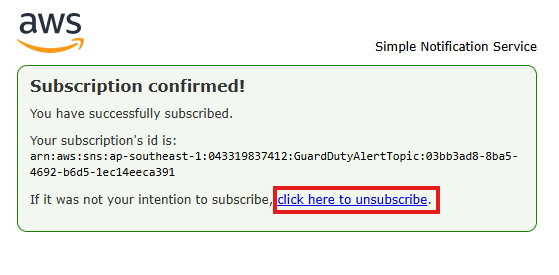 aws
Simple Notification Service
Subscription confirmed!
You have successfully subscribed.
Your subscription's id is:
arn:aws:sns:ap-southeast-1:043319837412:GuardDutyAlertTopic:03bb3ad8-8ba5-
4692-b6d5-1ec14eeca391
If it was not your intention to subscribe, click here to unsubscribe.